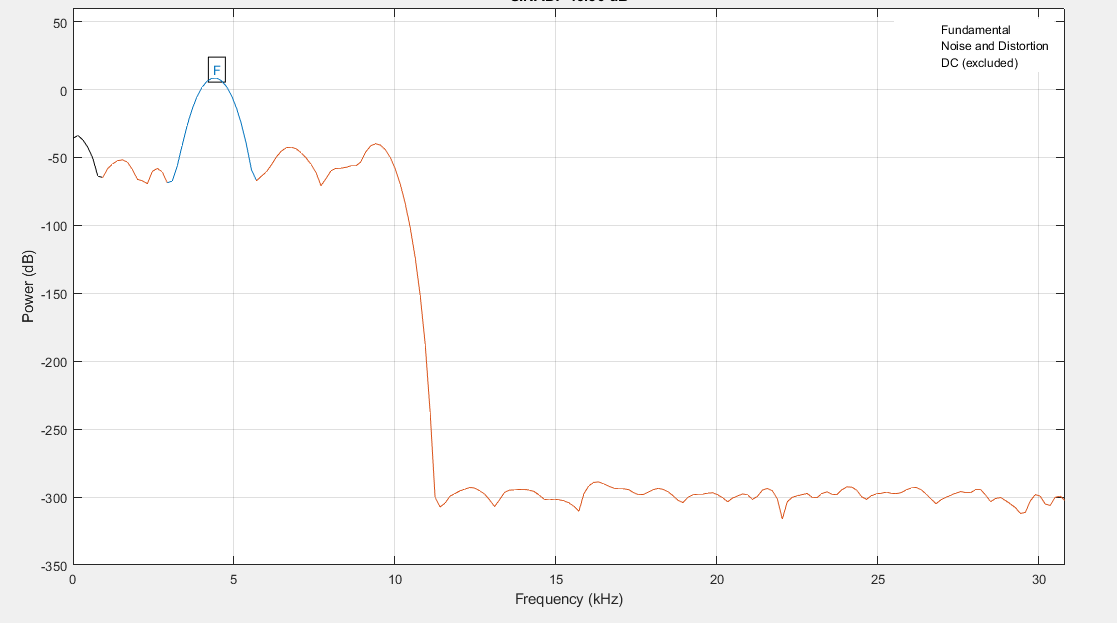 Fundamental
Noise and Distortion
DC (excluded)
F
50
0
-50
-100
-150
-200
-250
-300
-350
Power (dB)
0 5 10 15 20 25 30
Frequency (kHz)